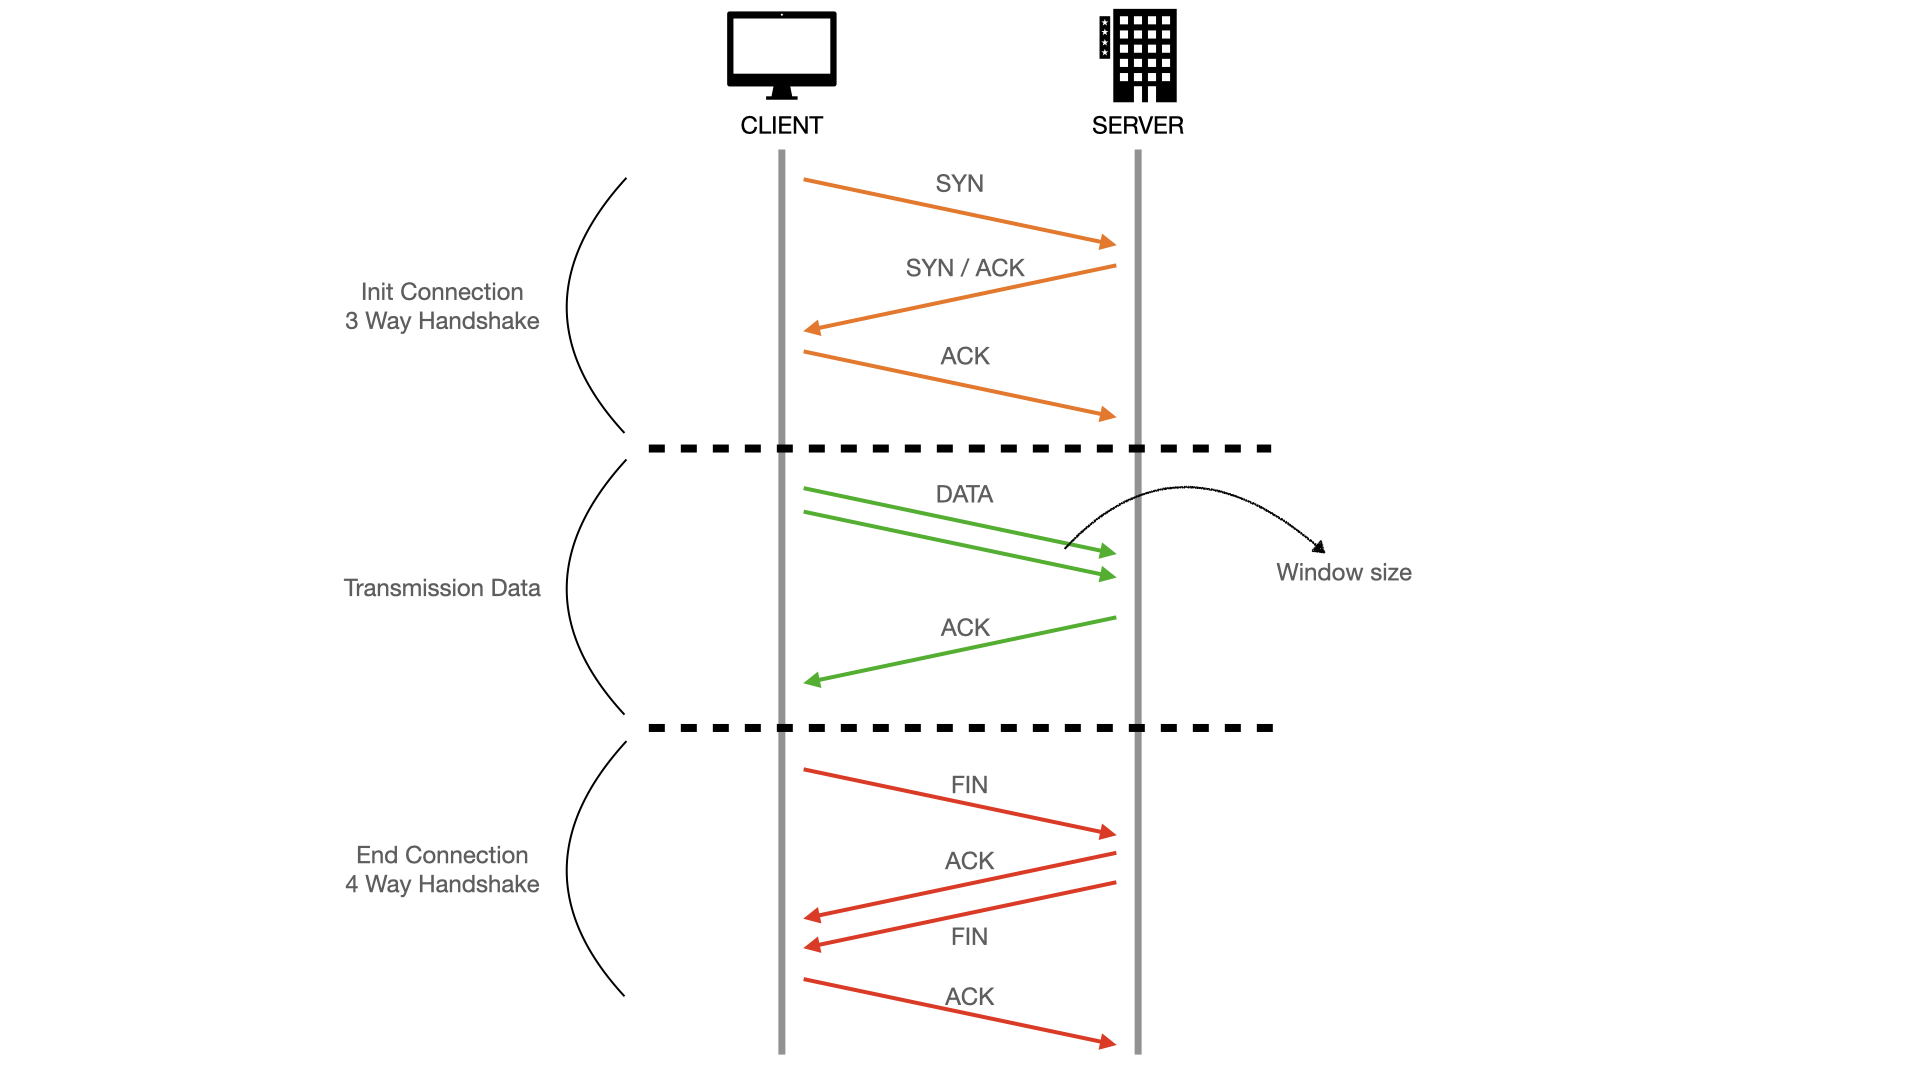 CLIENT
SERVER
SYN
SYN / ACK
Init Connection
3 Way Handshake
ACK
DATA
Window size
Transmission Data
ACK
FIN
End Connection
4 Way Handshake
ACK
FIN
ACK